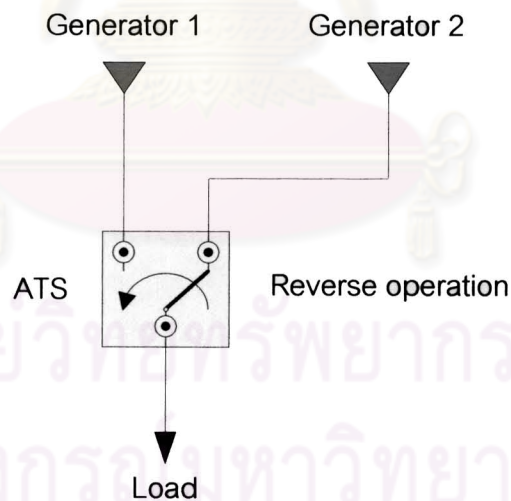 Generator 1
Generator 2
ATS
Reverse operation
Load